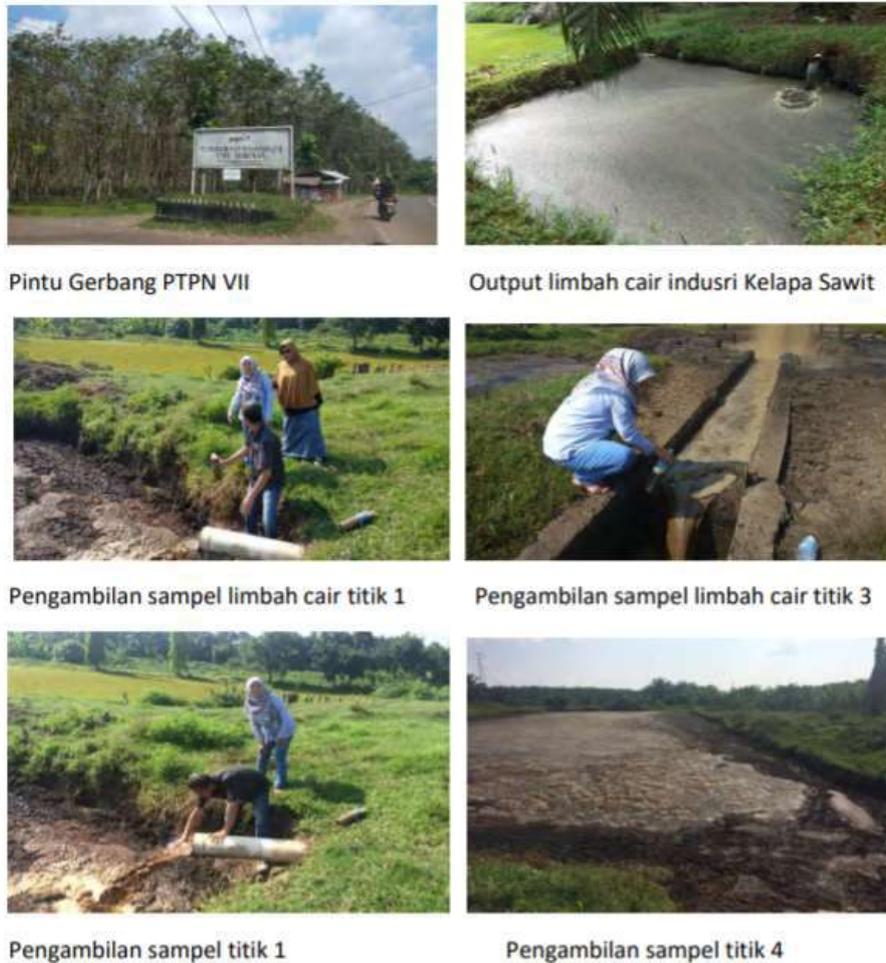 Pintu Gerbang PTPN VII
Output limbah cair indusri Kelapa Sawit
Pengambilan sampel limbah cair titik 1
Pengambilan sampel limbah cair titik 3
Pengambilan sampel titik 1
Pengambilan sampel titik 4